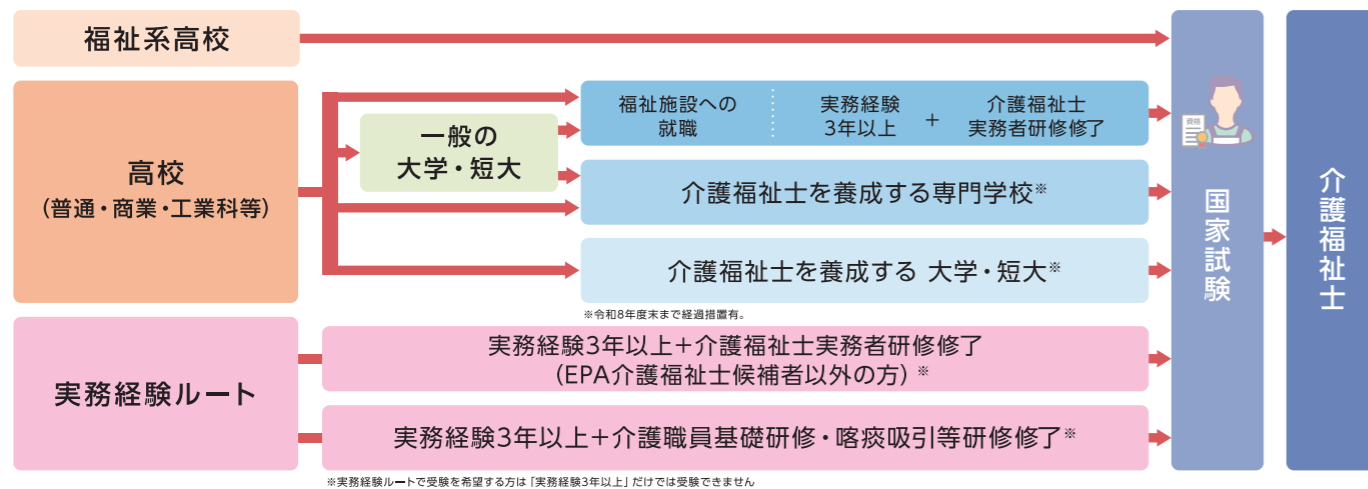 福祉系高校
高校
（普通・商業・工業科等）
一般の
大学・短大
福祉施設への
就職
実務経験
3年以上
+
介護福祉士
実務者研修修了
介護福祉士を養成する専門学校※
介護福祉士を養成する 大学・短大※
※令和8年度末まで経過措置有。
実務経験ルート
実務経験3年以上＋介護福祉士実務者研修修了
（EPA介護福祉士候補者以外の方）※
実務経験3年以上＋介護職員基礎研修・喀痰吸引等研修修了※
※実務経験ルートで受験を希望する方は「実務経験3年以上」だけでは受験できません
資格
国家試験
介護福祉士